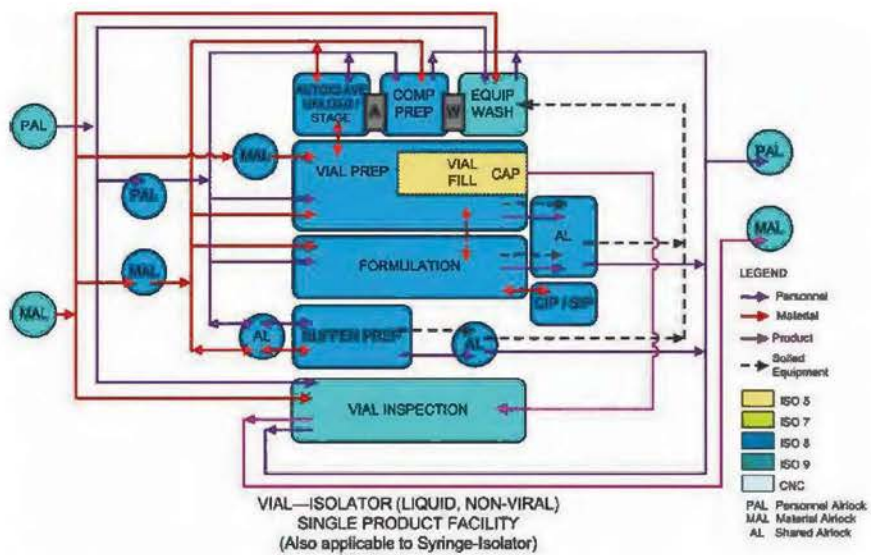 AUTOCLAVE
UNLOAD /
STAGE
A
COMP
PREP
W
EQUIP
WASH
PAL
MAL
VIAL PREP
VIAL
FILL
CAP
PAL
PAL
MAL
AL
MAL
FORMULATION
MAL
CIP / SIP
AL
BUFFER PREP
AL
VIAL INSPECTION
LEGEND
Personnel
Material
Product
Soiled
Equipment
ISO 5
ISO 7
ISO 8
ISO 9
CNC
PAL Personnel Airlock
MAL Material Airlock
AL Shared Airlock
VIAL—ISOLATOR (LIQUID, NON-VIRAL)
SINGLE PRODUCT FACILITY
(Also applicable to Syringe-Isolator)